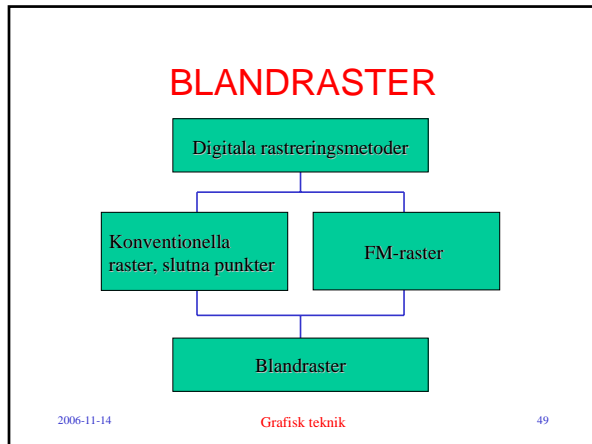 BLANDRASTER
Digitala rastreringsmetoder
Konventionella
raster, slutna punkter
FM-raster
Blandraster
2006-11-14
Grafisk teknik
49